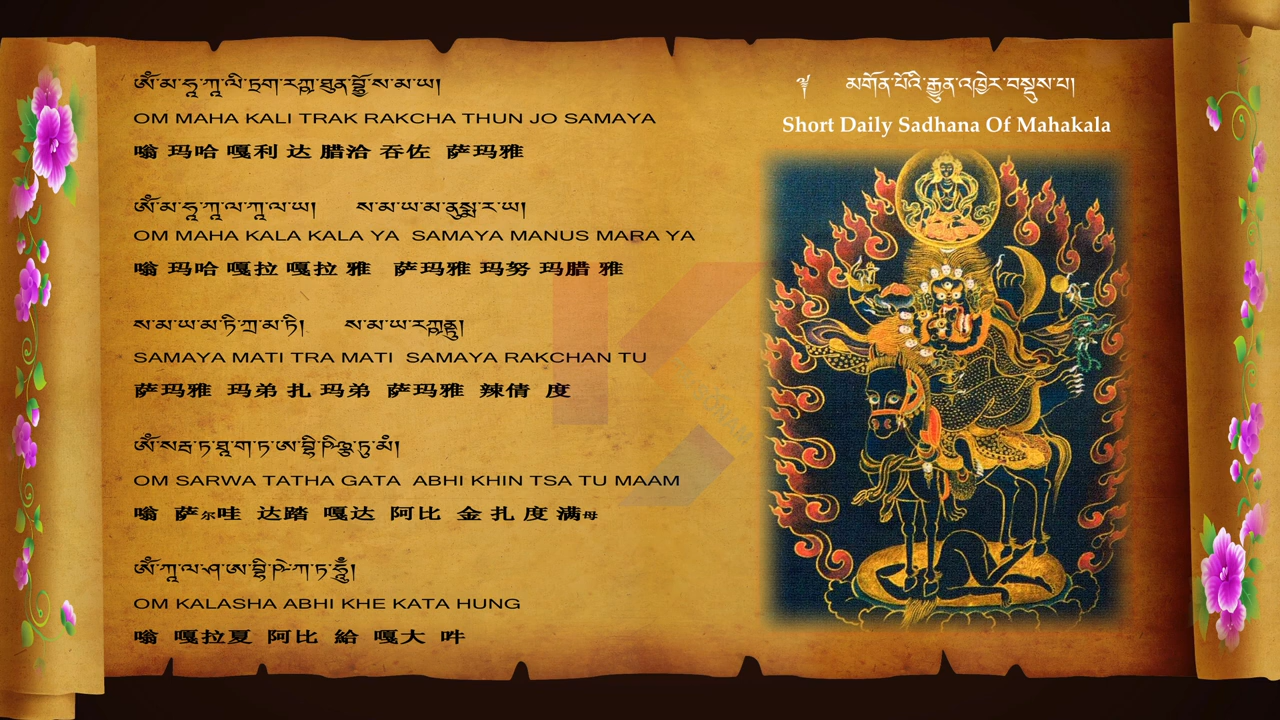 ༀ་མ་ཧཱ་ཀཱ་ལི་ཏྲག་རཀྵ་ཐུན་བྱོས་ས་མ་ཡ།
OM MAHA KALI TRAK RAKCHA THUN JO SAMAYA
嗡 玛哈 嘎利 达 腊洽 吞佐 萨玛雅
ༀ་མ་ཧཱ་ཀཱ་ལ་ཀཱ་ལ་ཡ། ས་མ་ཡ་མ་ནུསྨ་ར་ཡ།
OM MAHA KALA KALA YA SAMAYA MANUS MARA YA
嗡 玛哈 嘎拉 嘎拉 雅 萨玛雅 玛努 玛腊 雅
ས་མ་ཡ་མ་ཏི་ཀྲ་མ་ཏི། ས་མ་ཡ་རཀྵནྟུ།
SAMAYA MATI TRA MATI SAMAYA RAKCHAN TU
萨玛雅 玛弟 扎 玛弟 萨玛雅 辣倩 度
OM SARWA TATHA GATA ABHI KHIN TSA TU MAAM
嗡 萨尔哇 达踏 嘎达 阿比 金 扎 度 满母
OM KALASHA ABHI KHE KATA HUNG
嗡 嘎拉夏 阿比 給 嘎大 吽
༄ མགོན་པོའི་རྒྱུན་འཁྱེར་བསྡུས་པ།
Short Daily Sadhana Of Mahakala